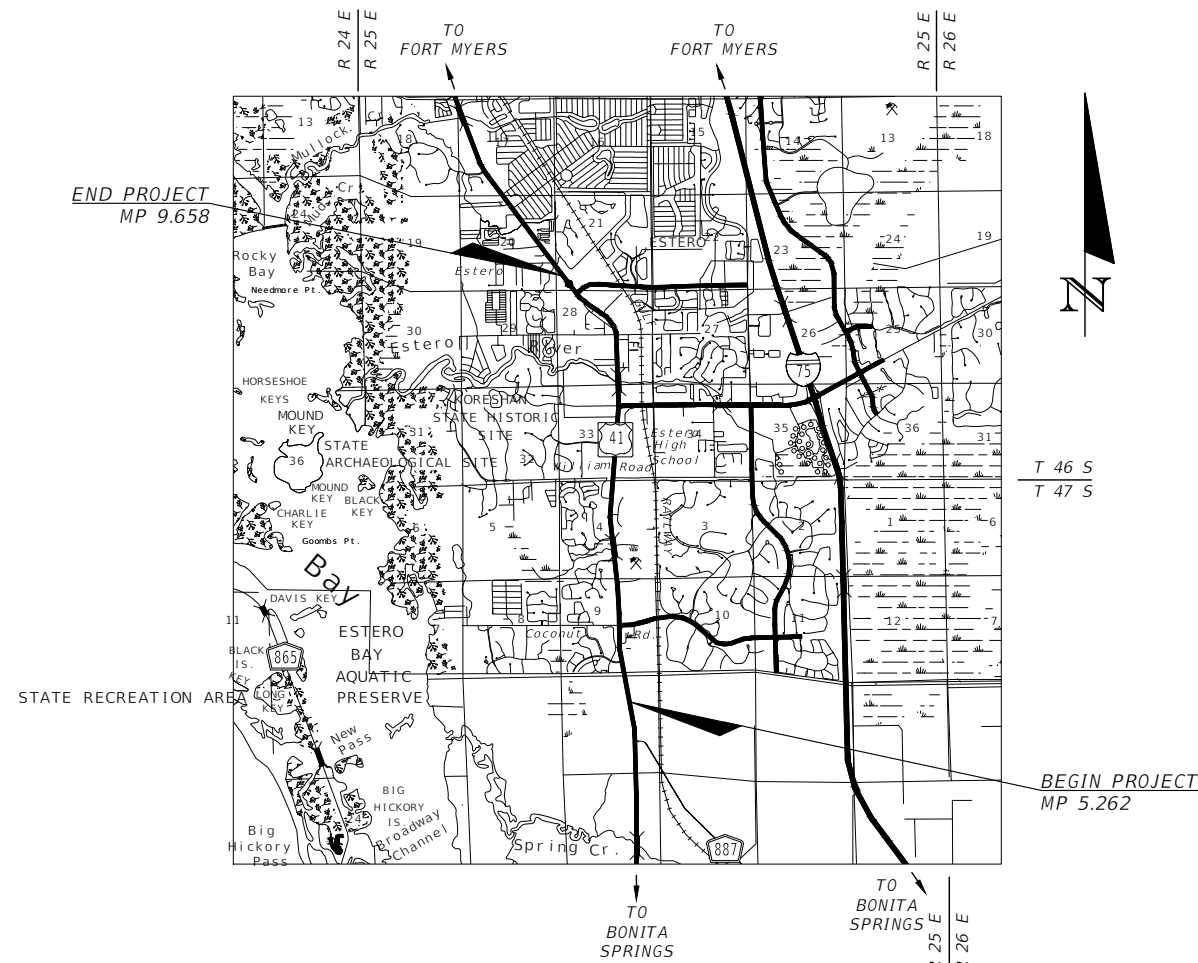 R 24 E
R 25 E
TO
FORT MYERS
TO
FORT MYERS
R 25 E
R 26 E
13
Mullock Cr.
15
14
13
18
END PROJECT
MP 9.658
24
Mud Cr.
19
20
21
ESTERO
22
23
24
19
Rocky
Bay
Needmore Pt.
Estero
N
30
29
28
27
26
25
30
Estero River
75
HORSESHOE
KEYS
MOUND
KEY
KORESHAN
STATE HISTORIC
SITE
STATE
ARCHAEOLOGICAL SITE
36
31
32
33
41
Estero
High
School
34
35
36
31
William Road
T 46 S
T 47 S
MOUND
KEY
BLACK
KEY
CHARLIE
KEY
Goombs Pt.
6
5
4
3
2
1
6
RAILWAY
Bay
DAVIS KEY
11
ESTERO
BAY
AQUATIC
PRESERVE
7
8
9
10
11
12
7
Coconut Rd.
BLACK
IS.
KEY
865
STATE RECREATION AREA
LONG
KEY
New
Pass
BEGIN PROJECT
MP 5.262
BIG
HICKORY
IS.
24
Broadway
Channel
Big
Hickory
Pass
Spring Cr.
887
TO
BONITA
SPRINGS
TO
BONITA
SPRINGS
25 E
26 E